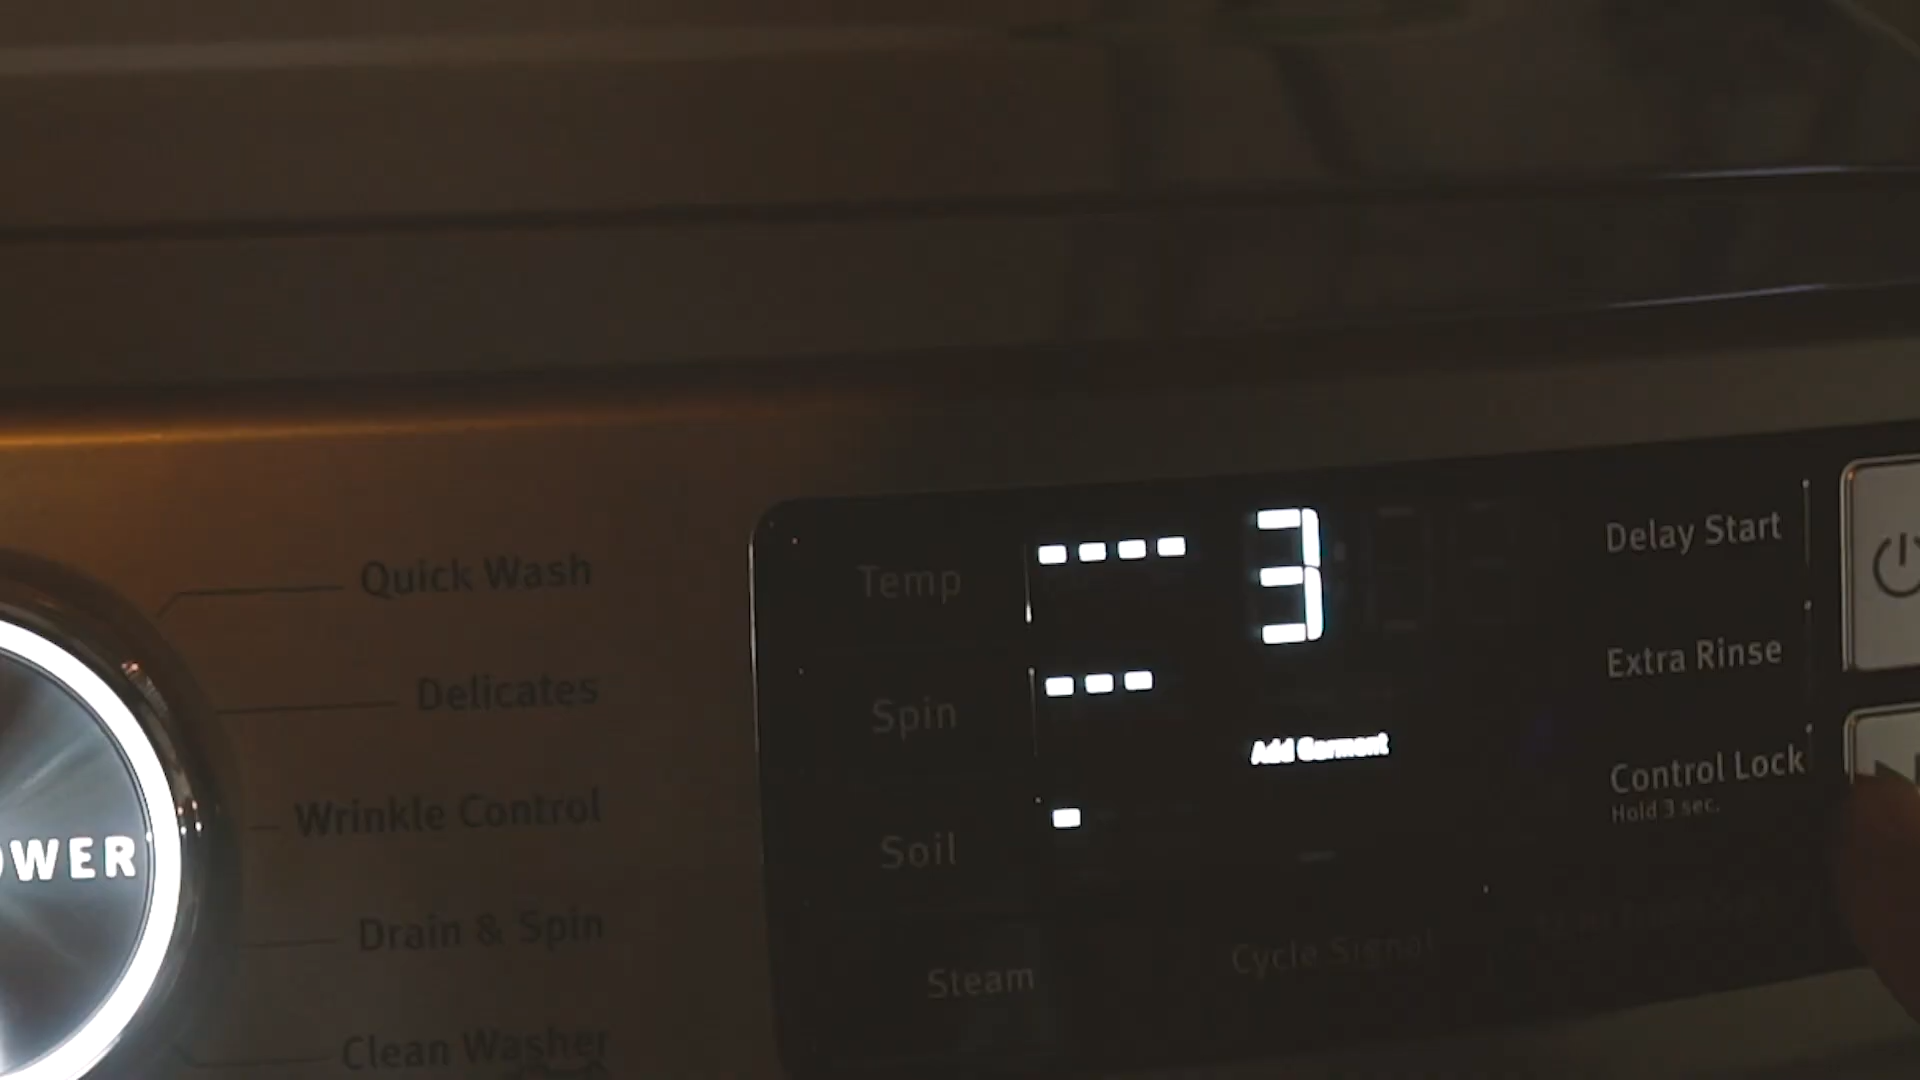 Quick Wash
Delicates
Wrinkle Control
OWER
Drain & Spin
Clean Washer
Temp
Spin
Soil
Steam
3
Add Garment
Cycle Signal
Delay Start
Extra Rinse
Control Lock
Hold 3 sec.